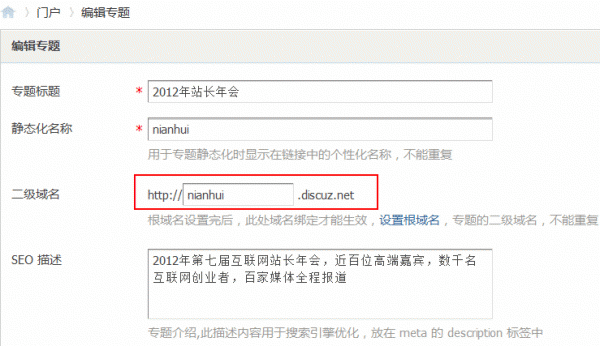 门户 编辑专题
编辑专题
专题标题 * 2012年站长年会
静态化名称 * nianhui
用于专题静态化时显示在链接中的个性化名称，不能重复
二级域名 http:// nianhui .discuz.net
根域名设置完后，此处域名绑定才能生效，设置根域名，专题的二级域名，不能重复
SEO 描述 2012年第七届互联网站长年会，近百位高端嘉宾，数千名
互联网创业者，百家媒体全程报道
专题介绍,此描述内容用于搜索引擎优化，放在 meta 的 description 标签中